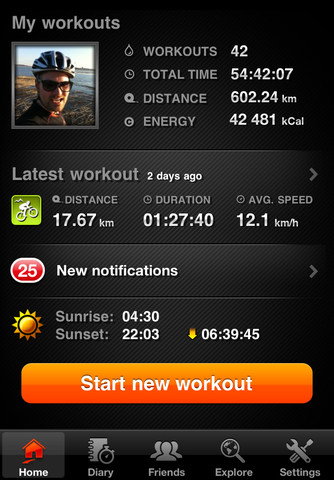 My workouts
WORKOUTS 42
TOTAL TIME 54:42:07
DISTANCE 602.24 km
ENERGY 42 481 kCal
Latest workout 2 days ago
DISTANCE DURATION AVG. SPEED
17.67 km 01:27:40 12.1 km/h
25 New notifications
Sunrise: 04:30
Sunset: 22:03 06:39:45
Start new workout
Home Diary Friends Explore Settings